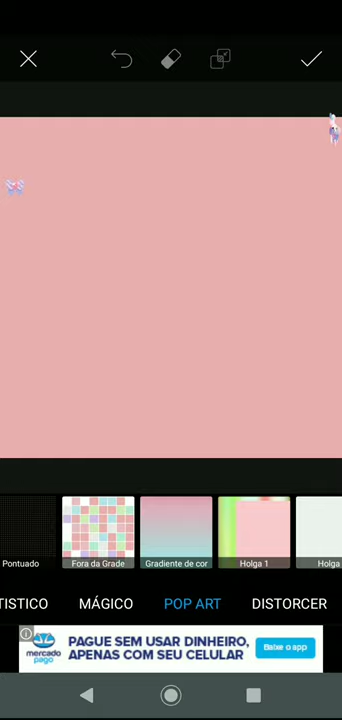 Pontuado
Fora da Grade
Gradiente de cor
Holga 1
Holga
TISTICO
MÁGICO
POP ART
DISTORCER
mercado
pago
PAGUE SEM USAR DINHEIRO,
APENAS COM SEU CELULAR
Baixe o app